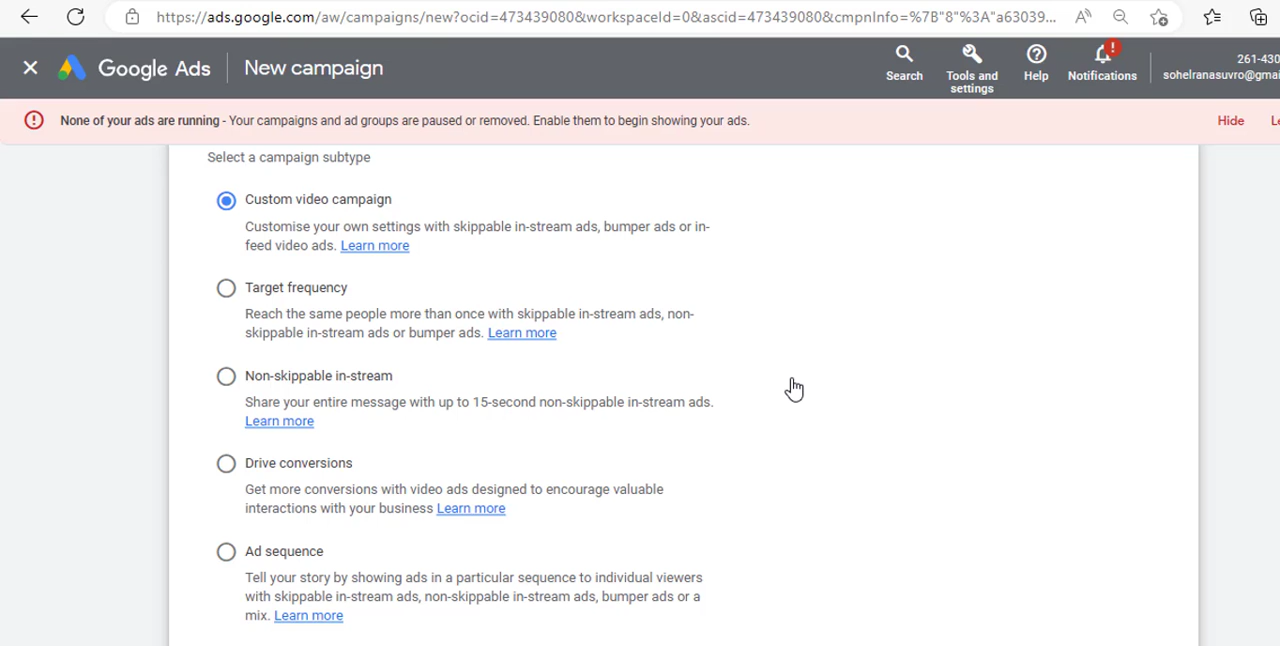 https://ads.google.com/aw/campaigns/new?ocid=473439080&workspaceId=0&ascid=473439080&cmpnInfo=%7B"8"%3A"a63039...
Google Ads
New campaign
Search
Tools and settings
Help
Notifications
261-430
sohelranasuvro@gmai
None of your ads are running - Your campaigns and ad groups are paused or removed. Enable them to begin showing your ads.
Hide
Le
Select a campaign subtype
Custom video campaign
Customise your own settings with skippable in-stream ads, bumper ads or in-
feed video ads. Learn more
Target frequency
Reach the same people more than once with skippable in-stream ads, non-
skippable in-stream ads or bumper ads. Learn more
Non-skippable in-stream
Share your entire message with up to 15-second non-skippable in-stream ads.
Learn more
Drive conversions
Get more conversions with video ads designed to encourage valuable
interactions with your business Learn more
Ad sequence
Tell your story by showing ads in a particular sequence to individual viewers
with skippable in-stream ads, non-skippable in-stream ads, bumper ads or a
mix. Learn more